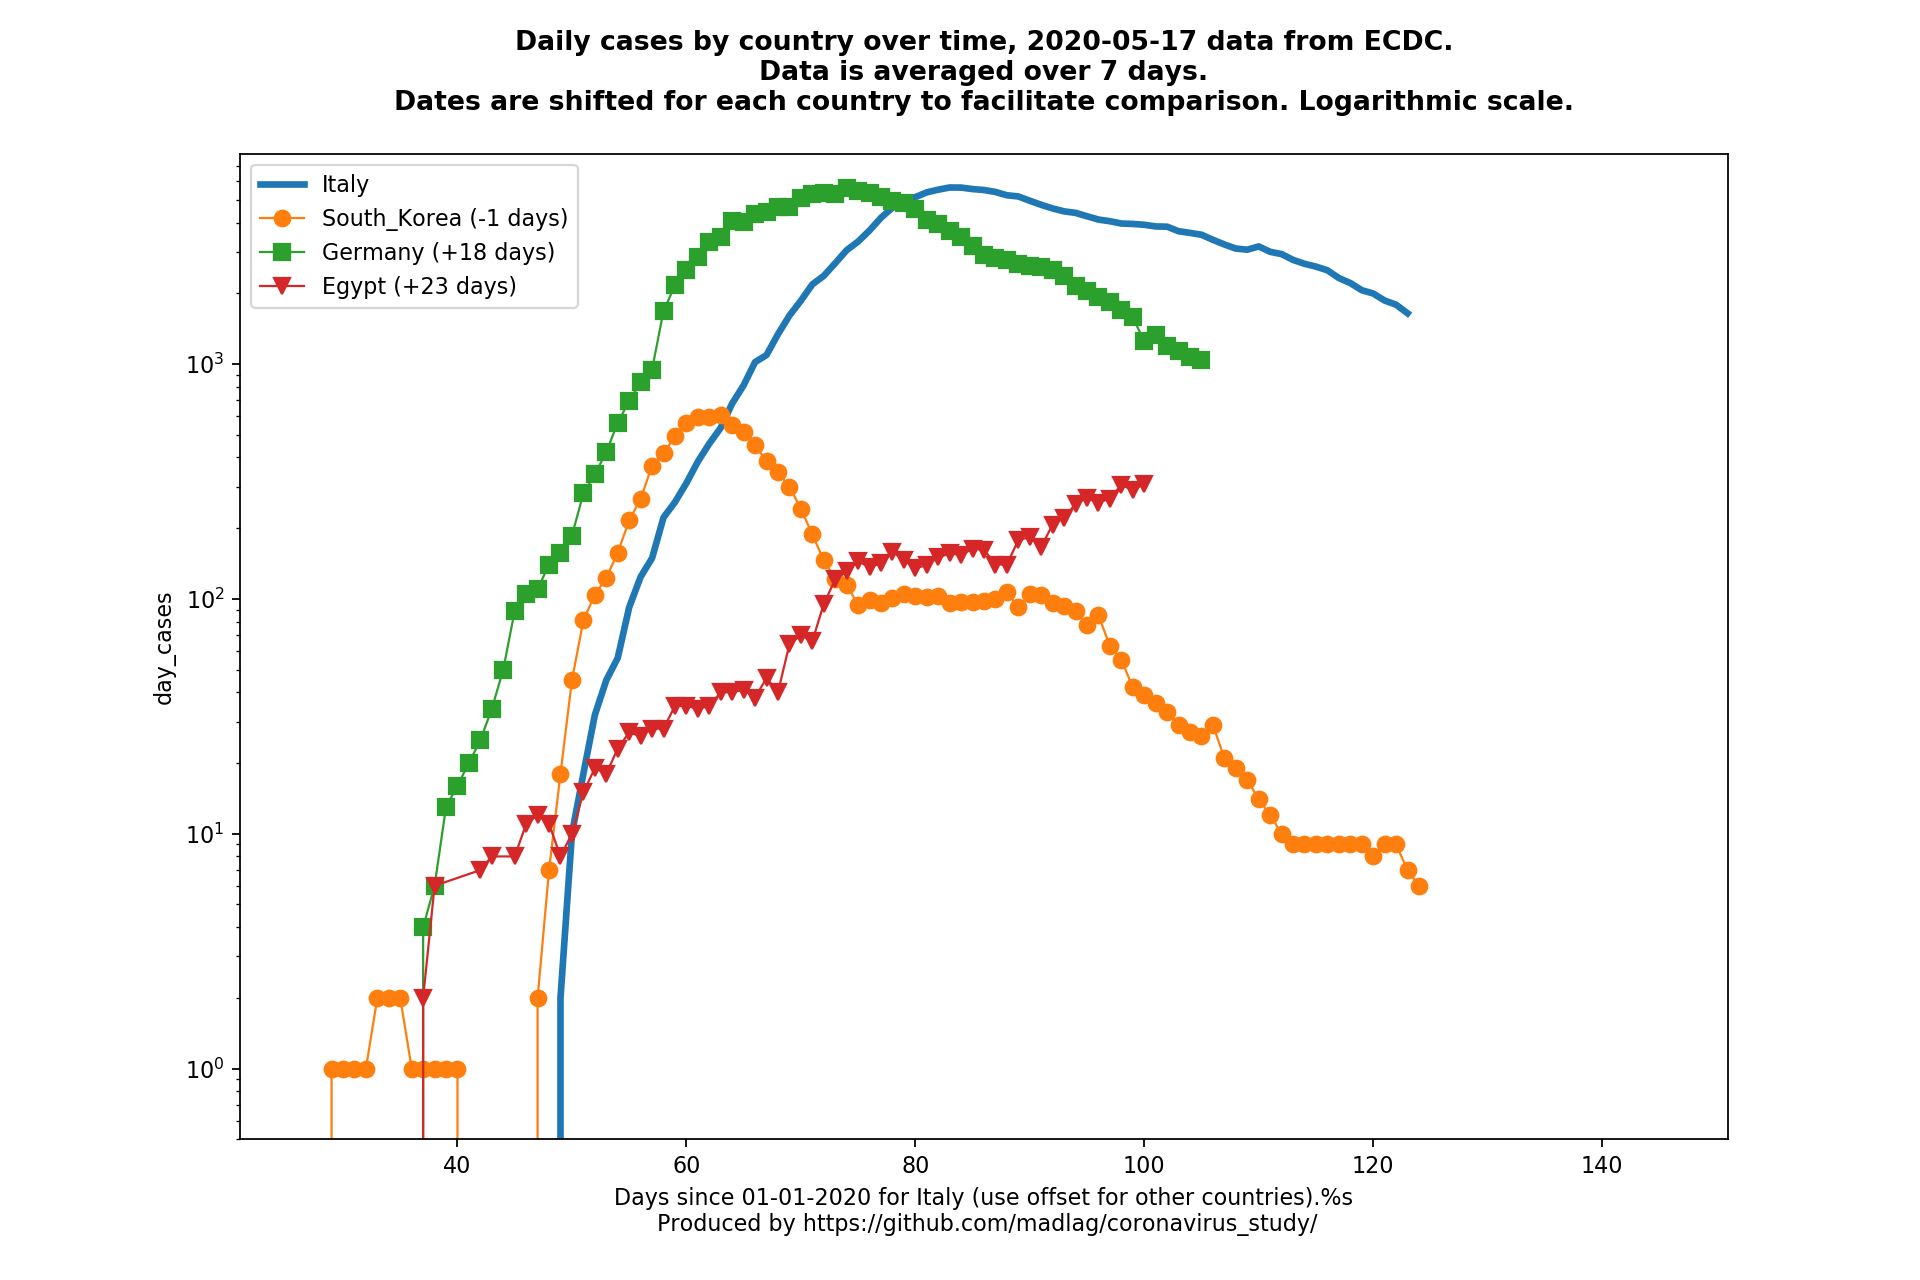 Daily cases by country over time, 2020-05-17 data from ECDC.
Data is averaged over 7 days.
Dates are shifted for each country to facilitate comparison. Logarithmic scale.
Italy
South_Korea (-1 days)
Germany (+18 days)
Egypt (+23 days)
day_cases
10³
10²
10¹
10⁰
40 60 80 100 120 140
Days since 01-01-2020 for Italy (use offset for other countries).%s
Produced by https://github.com/madlag/coronavirus_study/